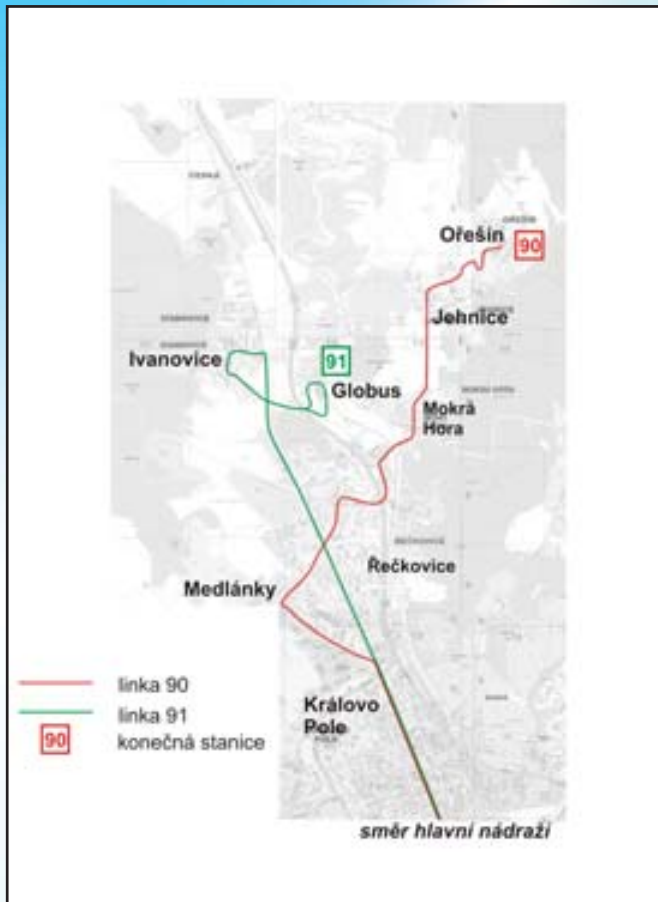 Ořešín
90
Jehnice
Ivanovice
91
Globus
Mokrá
Hora
Řečkovice
Medlánky
linka 90
linka 91
90
konečná stanice
Královo
Pole
směr hlavní nádraží